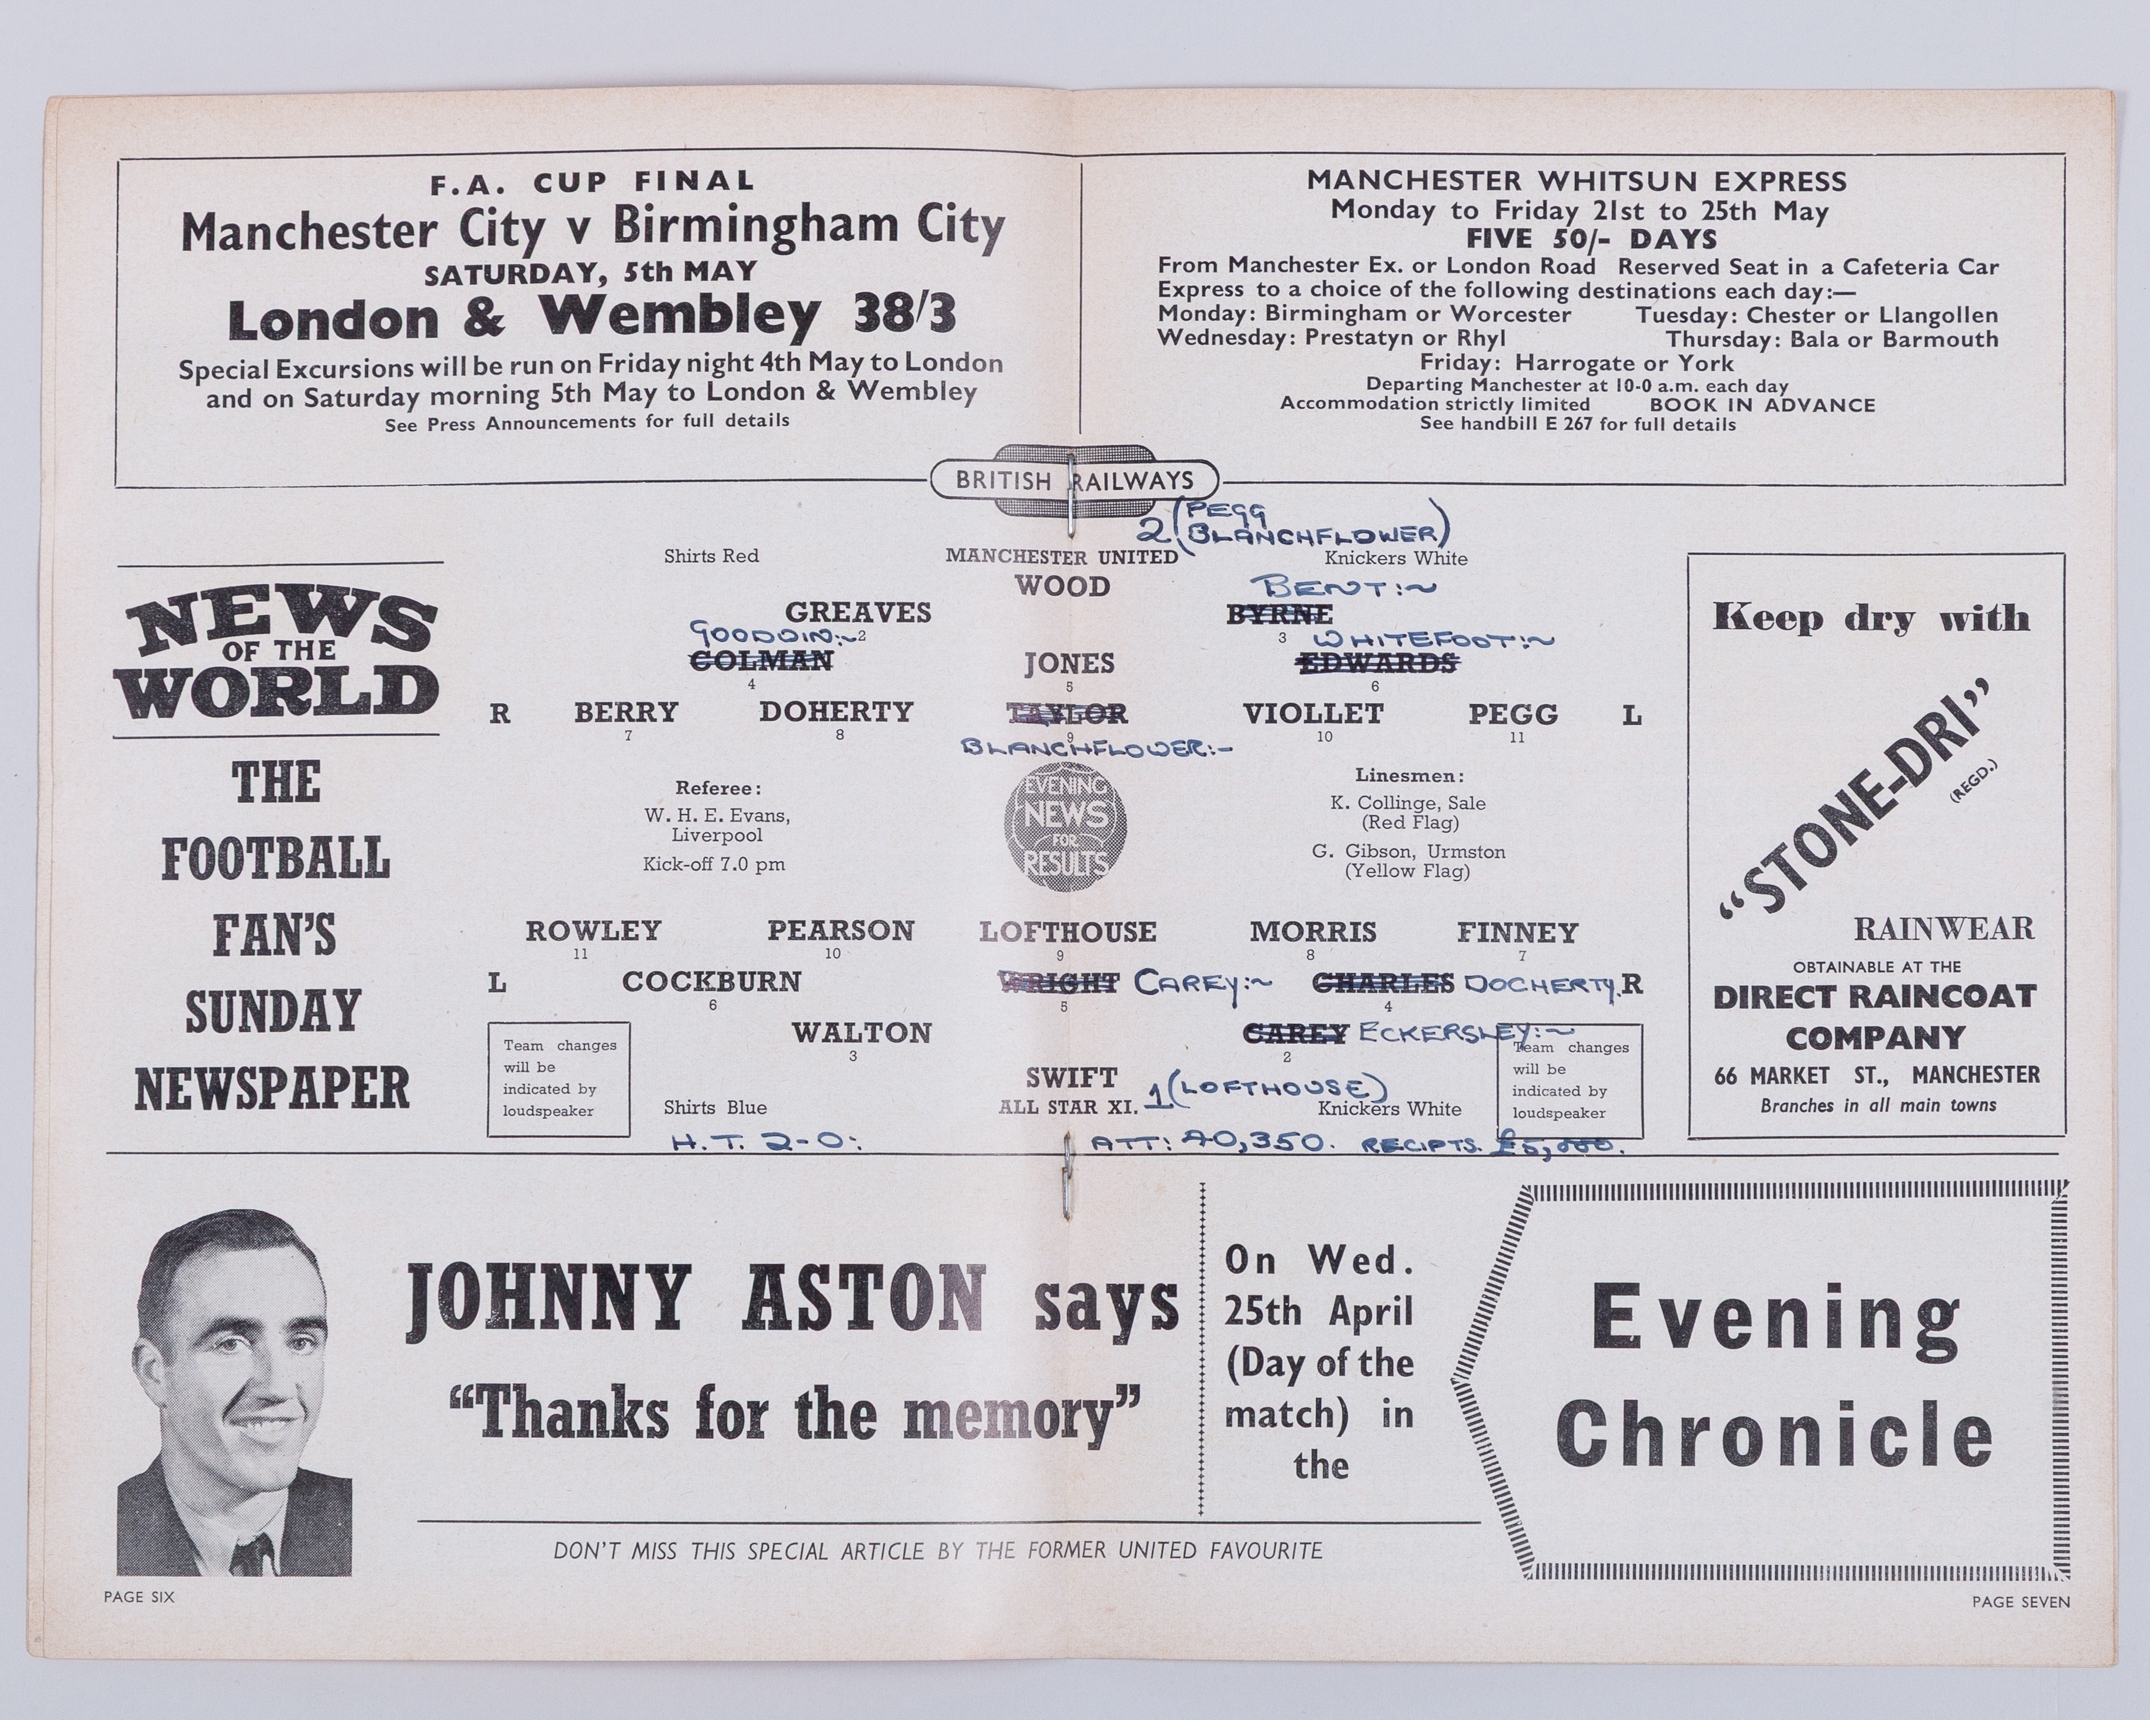 F.A. CUP FINAL
Manchester City v Birmingham City
SATURDAY, 5th MAY
London & Wembley 38/3
Special Excursions will be run on Friday night 4th May to London
and on Saturday morning 5th May to London & Wembley
See Press Announcements for full details
MANCHESTER WHITSUN EXPRESS
Monday to Friday 21st to 25th May
FIVE 50/- DAYS
From Manchester Ex. or London Road Reserved Seat in a Cafeteria Car
Express to a choice of the following destinations each day:—
Monday: Birmingham or Worcester Tuesday: Chester or Llangollen
Wednesday: Prestatyn or Rhyl Thursday: Bala or Barmouth
Friday: Harrogate or York
Departing Manchester at 10-0 a.m. each day
Accommodation strictly limited BOOK IN ADVANCE
See handbill E 267 for full details
BRITISH RAILWAYS
NEWS
OF THE
WORLD
THE
FOOTBALL
FAN'S
SUNDAY
NEWSPAPER
2 (PEGG
BLANCHFLOWER)
Shirts Red MANCHESTER UNITED Knickers White
WOOD BENT:~
GREAVES BYRNE
2 3
GOODDIN:~ WHITEFOOT:~
COLMAN JONES EDWARDS
4 5 6
R BERRY DOHERTY TAYLOR VIOLLET PEGG L
7 8 9 10 11
BLANCHFLOWER:-
Referee:
W. H. E. Evans,
Liverpool
Kick-off 7.0 pm
EVENING
NEWS
FOR
RESULTS
Linesmen:
K. Collinge, Sale
(Red Flag)
G. Gibson, Urmston
(Yellow Flag)
ROWLEY PEARSON LOFTHOUSE MORRIS FINNEY
11 10 9 8 7
L COCKBURN WRIGHT CAREY:~ CHARLES DOCHERTY. R
6 5 4
WALTON CAREY ECKERSLEY:~
3 2
Team changes
will be
indicated by
loudspeaker
SWIFT 1 (LOFTHOUSE)
Shirts Blue ALL STAR XI. Knickers White
Team changes
will be
indicated by
loudspeaker
H.T. 2-0: ATT: 40,350. RECIPTS. £5,000.
Keep dry with
"STONE-DRI"
(REGD.)
RAINWEAR
OBTAINABLE AT THE
DIRECT RAINCOAT
COMPANY
66 MARKET ST., MANCHESTER
Branches in all main towns
JOHNNY ASTON says
"Thanks for the memory"
On Wed.
25th April
(Day of the
match) in
the
Evening
Chronicle
DON'T MISS THIS SPECIAL ARTICLE BY THE FORMER UNITED FAVOURITE
PAGE SIX
PAGE SEVEN